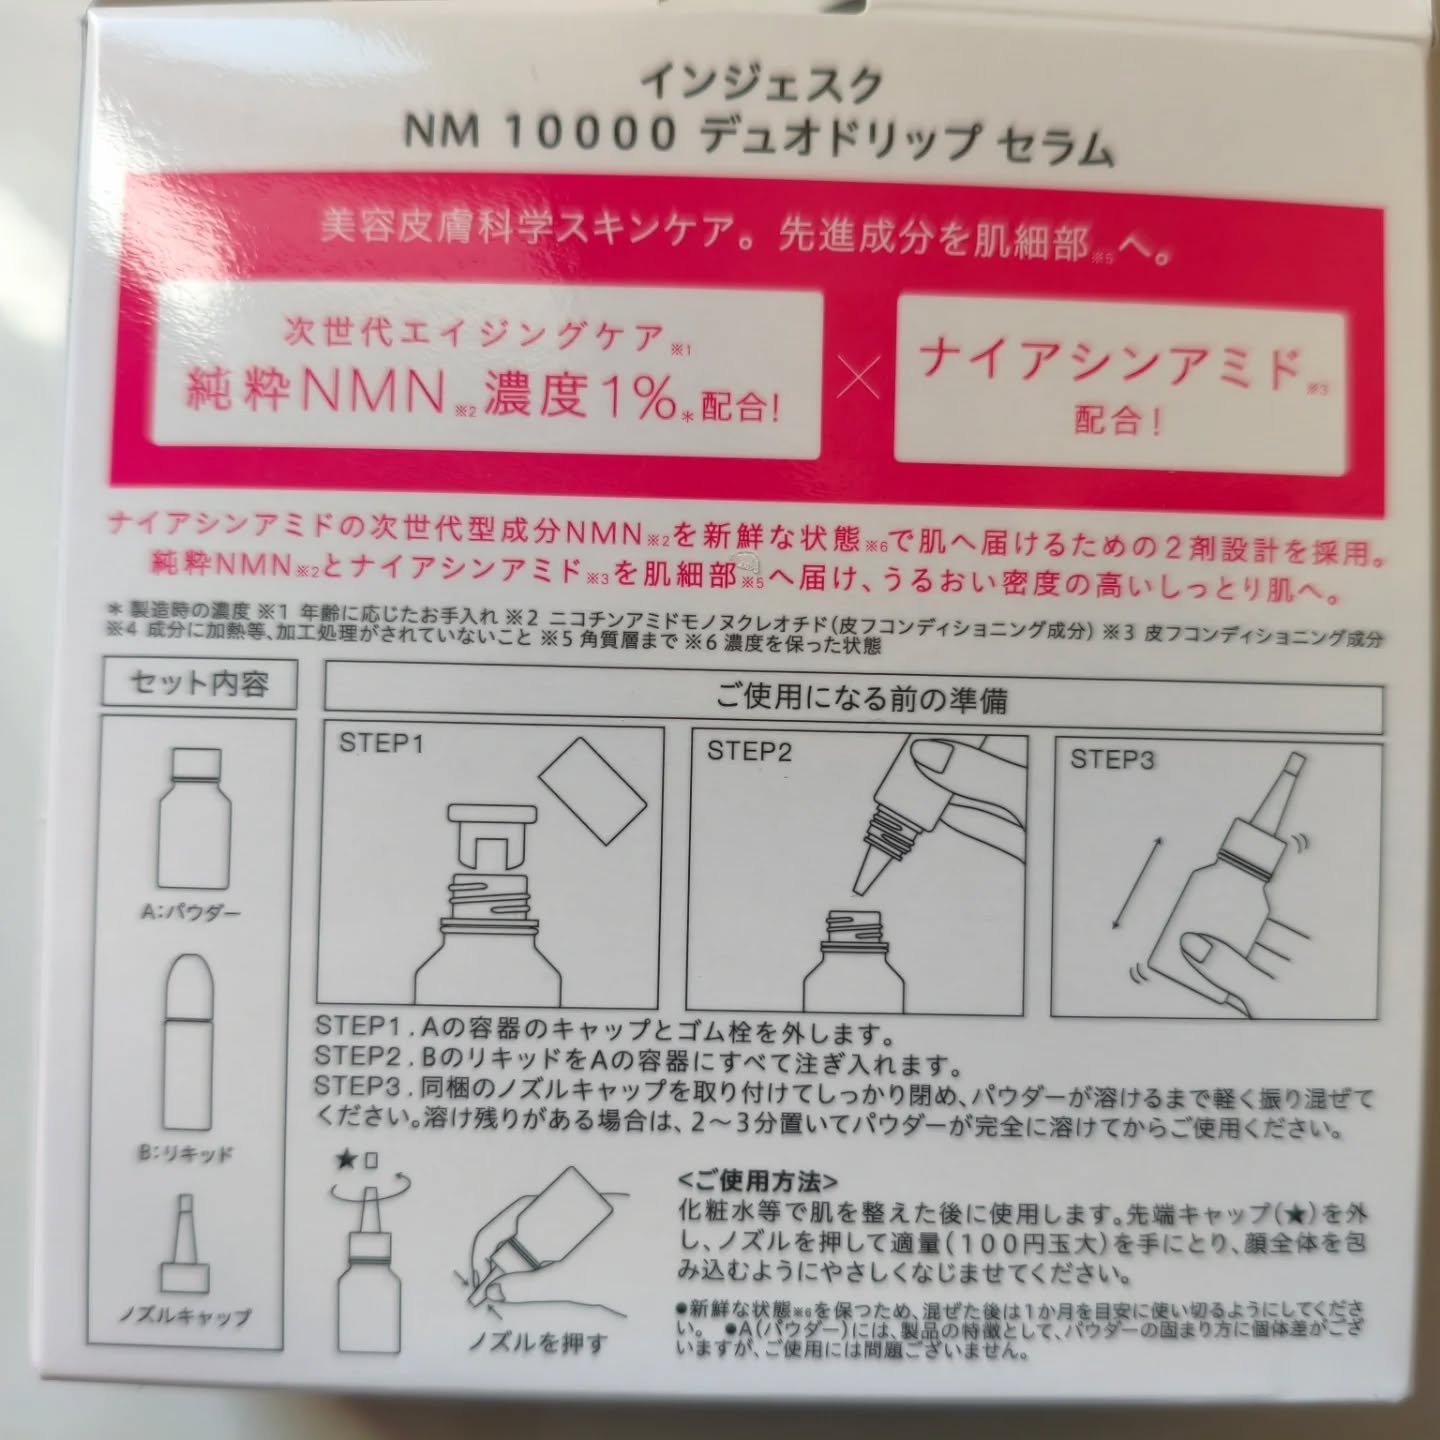 インジェスク
NM 10000 デュオドリップ セラム
美容皮膚科学スキンケア。先進成分を肌細部※5へ。
次世代エイジングケア※1
純粋NMN※2濃度1%*配合!
×
ナイアシンアミド※3
配合!
ナイアシンアミドの次世代型成分NMN※2を新鮮な状態※6で肌へ届けるための2剤設計を採用。
純粋NMN※2とナイアシンアミド※3を肌細部※5へ届け、うるおい密度の高いしっとり肌へ。
*製造時の濃度 ※1 年齢に応じたお手入れ ※2 ニコチンアミドモノヌクレオチド(皮フコンディショニング成分) ※3 皮フコンディショニング成分
※4 成分に加熱等、加工処理がされていないこと ※5 角質層まで ※6 濃度を保った状態
セット内容
A:パウダー
B:リキッド
ノズルキャップ
ご使用になる前の準備
STEP1
STEP2
STEP3
STEP1.Aの容器のキャップとゴム栓を外します。
STEP2.BのリキッドをAの容器にすべて注ぎ入れます。
STEP3.同梱のノズルキャップを取り付けてしっかり閉め、パウダーが溶けるまで軽く振り混ぜて
ください。溶け残りがある場合は、2〜3分置いてパウダーが完全に溶けてからご使用ください。
★
ノズルを押す
<ご使用方法>
化粧水等で肌を整えた後に使用します。先端キャップ(★)を外
し、ノズルを押して適量(100円玉大)を手にとり、顔全体を包
み込むようにやさしくなじませてください。
●新鮮な状態※6を保つため、混ぜた後は1か月を目安に使い切るようにしてくださ
い。 ●A(パウダー)には、製品の特徴として、パウダーの固まり方に個体差がござ
いますが、ご使用には問題ございません。